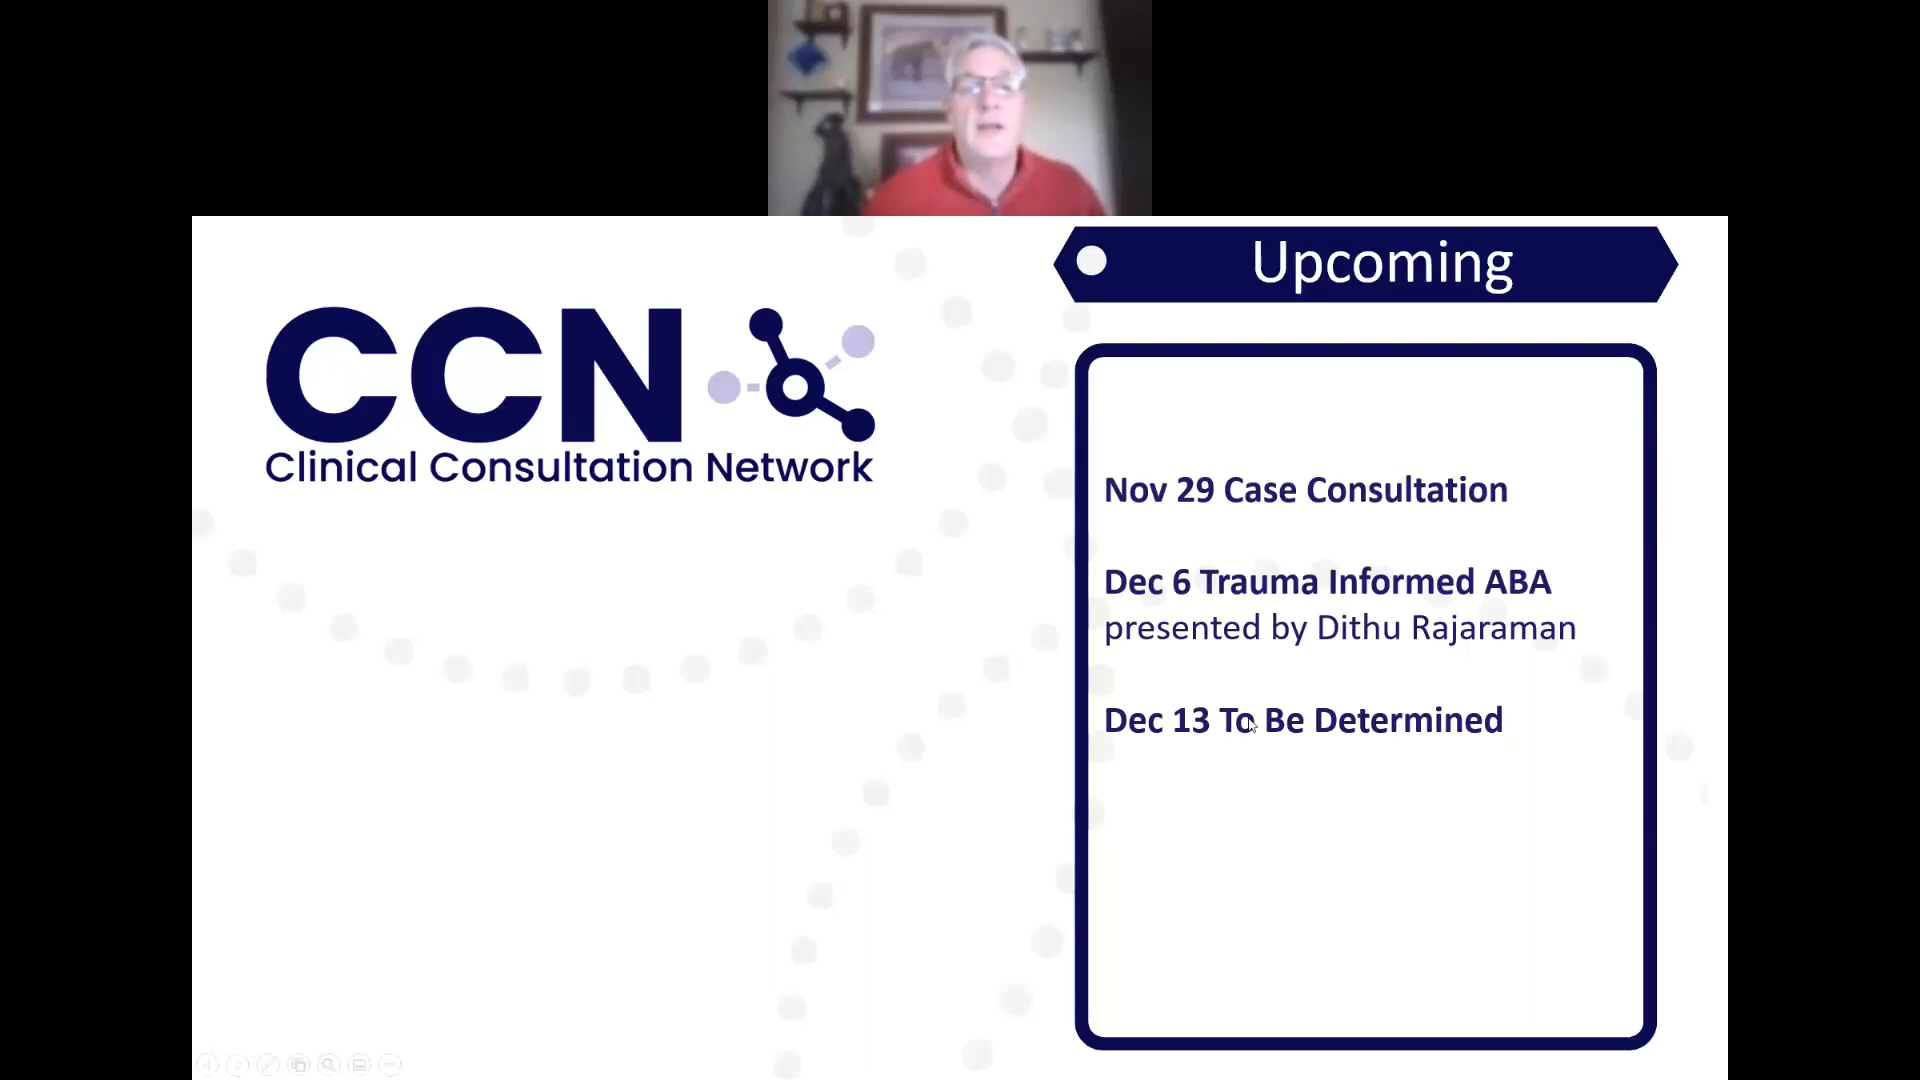 CCN
Clinical Consultation Network
Upcoming
Nov 29 Case Consultation
Dec 6 Trauma Informed ABA
presented by Dithu Rajaraman
Dec 13 To Be Determined